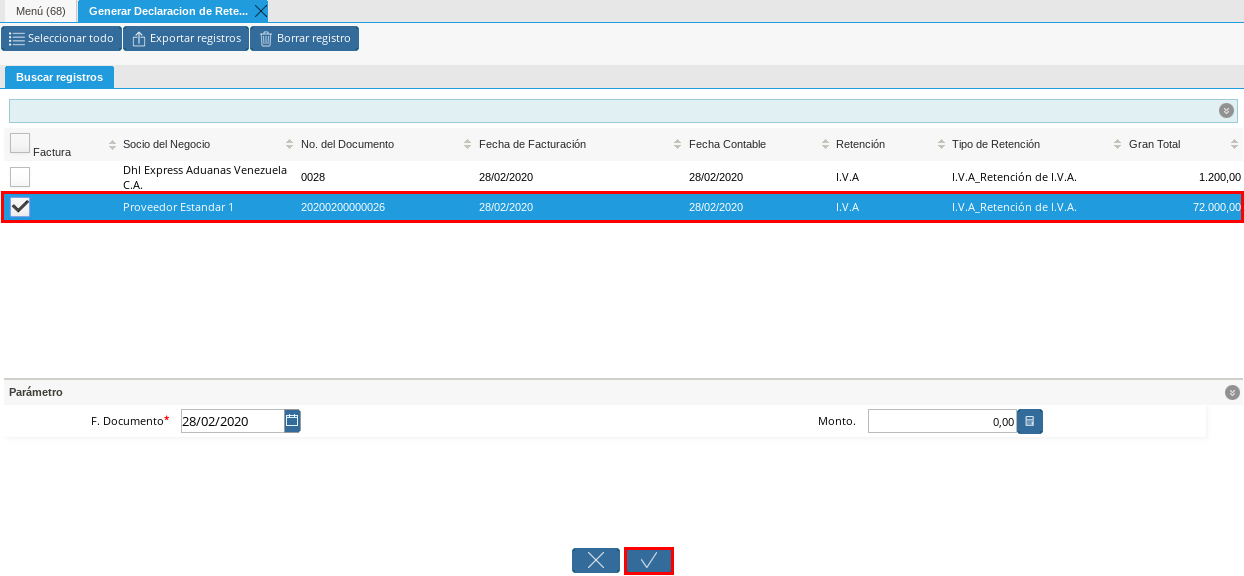 Menú (68) Generar Declaracion de Rete...
Seleccionar todo Exportar registros Borrar registro
Buscar registros
Factura Socio del Negocio No. del Documento Fecha de Facturación Fecha Contable Retención Tipo de Retención Gran Total
Dhl Express Aduanas Venezuela C.A. 0028 28/02/2020 28/02/2020 I.V.A I.V.A_Retención de I.V.A. 1.200,00
Proveedor Estandar 1 20200200000026 28/02/2020 28/02/2020 I.V.A I.V.A_Retención de I.V.A. 72.000,00
Parámetro
F. Documento* 28/02/2020 Monto. 0,00